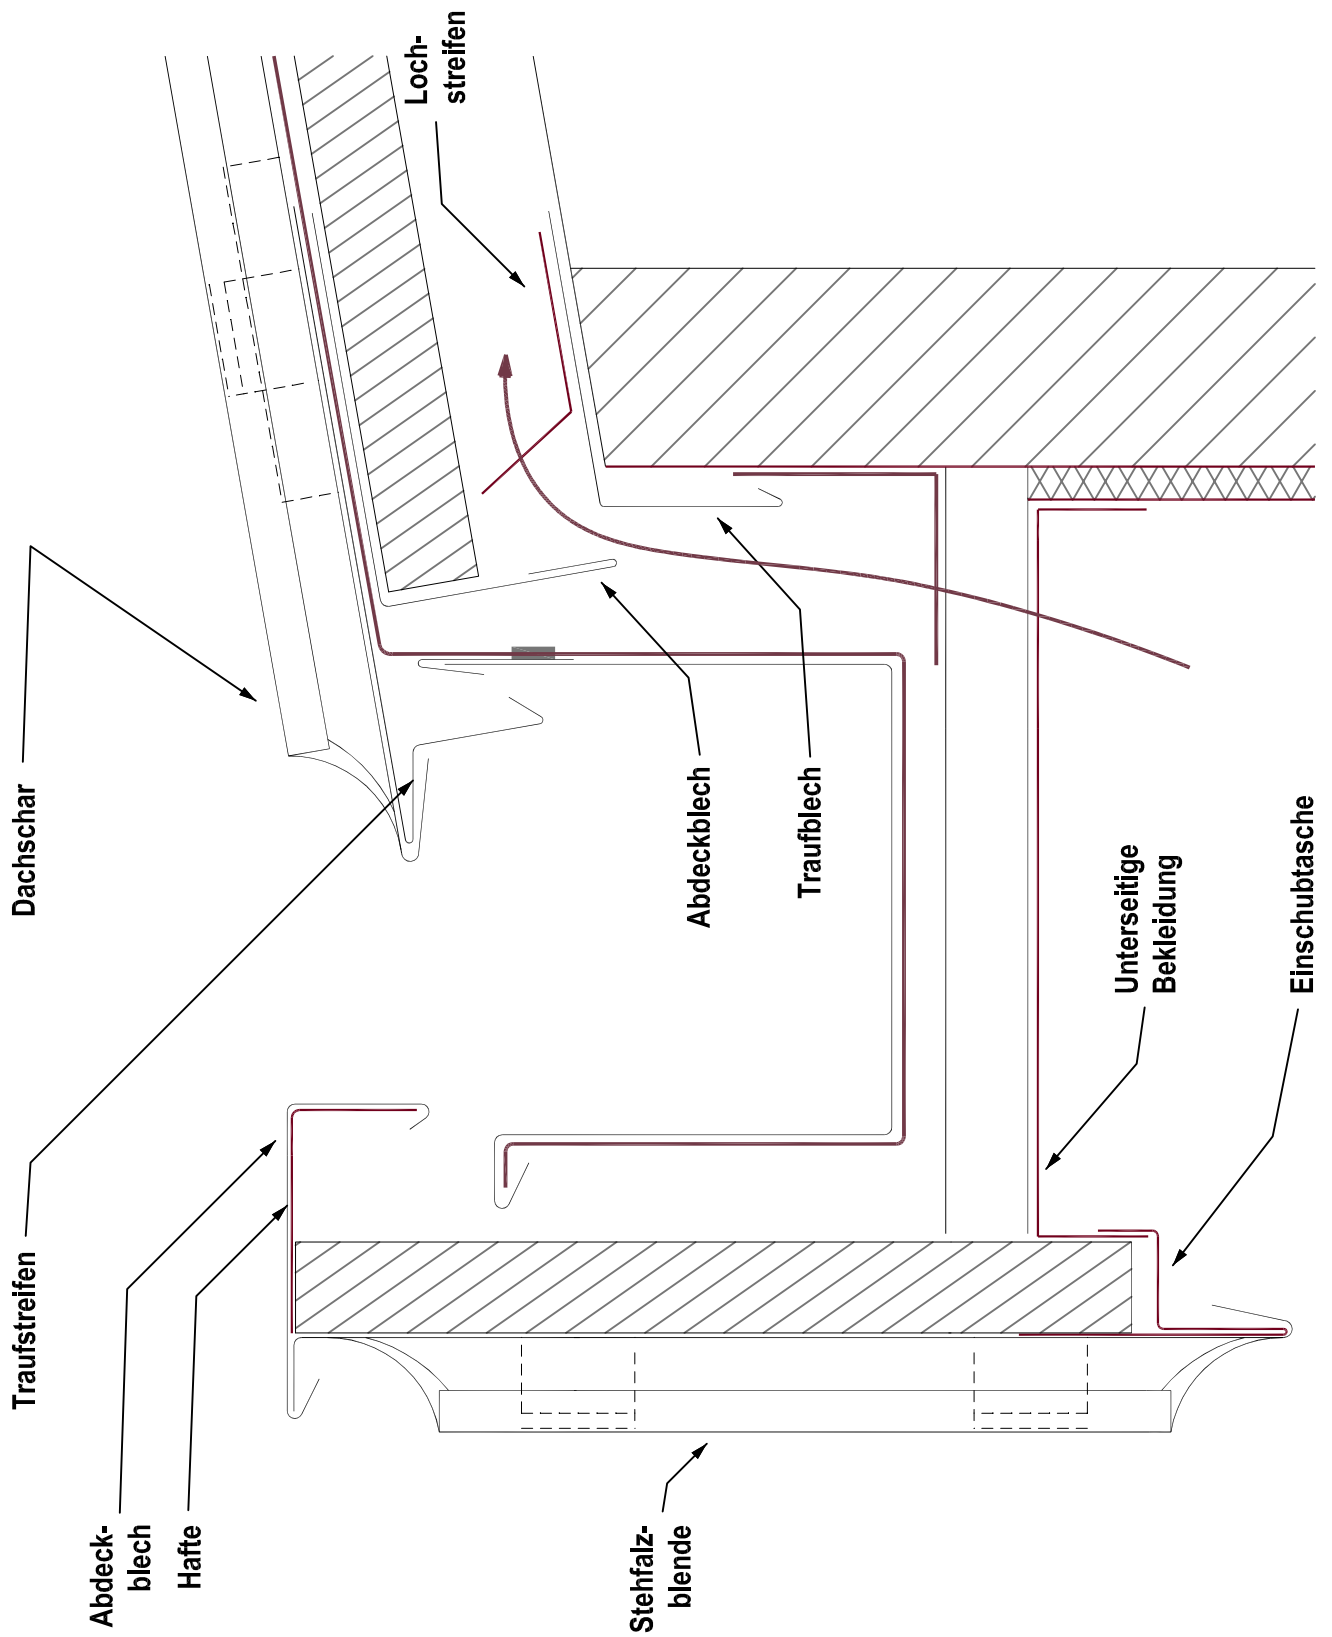 Loch-
streifen
Dachschar
Abdeckblech
Traufblech
Unterseitige
Bekleidung
Einschubtasche
Traufstreifen
Abdeck-
blech
Hafte
Stehfalz-
blende